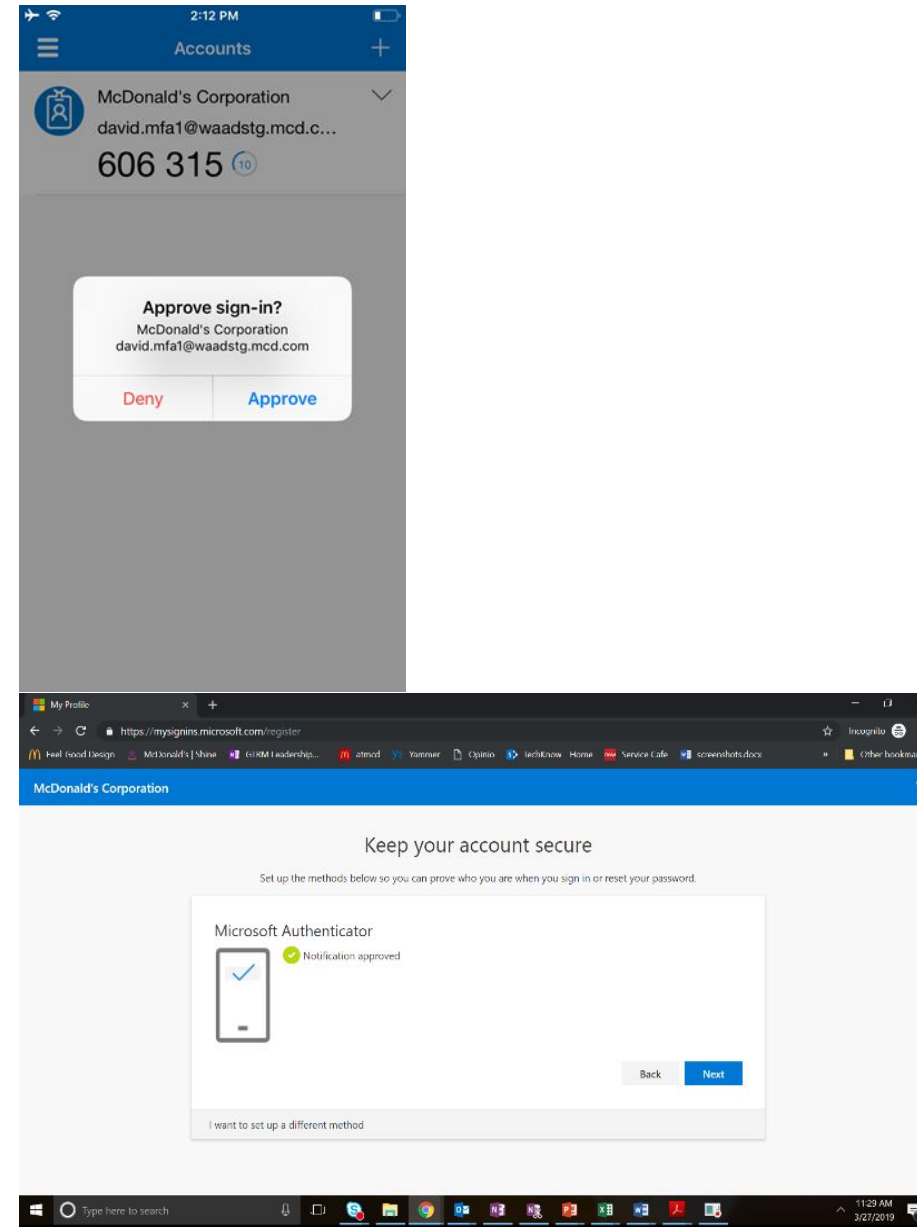 2:12 PM
Accounts
McDonald's Corporation
david.mfa1@waadstg.mcd.c...
606 315 10
Approve sign-in?
McDonald's Corporation
david.mfa1@waadstg.mcd.com
Deny Approve
My Profile
https://mysignins.microsoft.com/register Incognito
Feel Good Design McDonald's | Shine GTRM Leadership... atmcd Yammer Opinio TechKnow Home Service Cafe screenshots.docx » Other bookmar
McDonald's Corporation
Keep your account secure
Set up the methods below so you can prove who you are when you sign in or reset your password.
Microsoft Authenticator
Notification approved
Back Next
I want to set up a different method
Type here to search 11:29 AM
3/27/2019